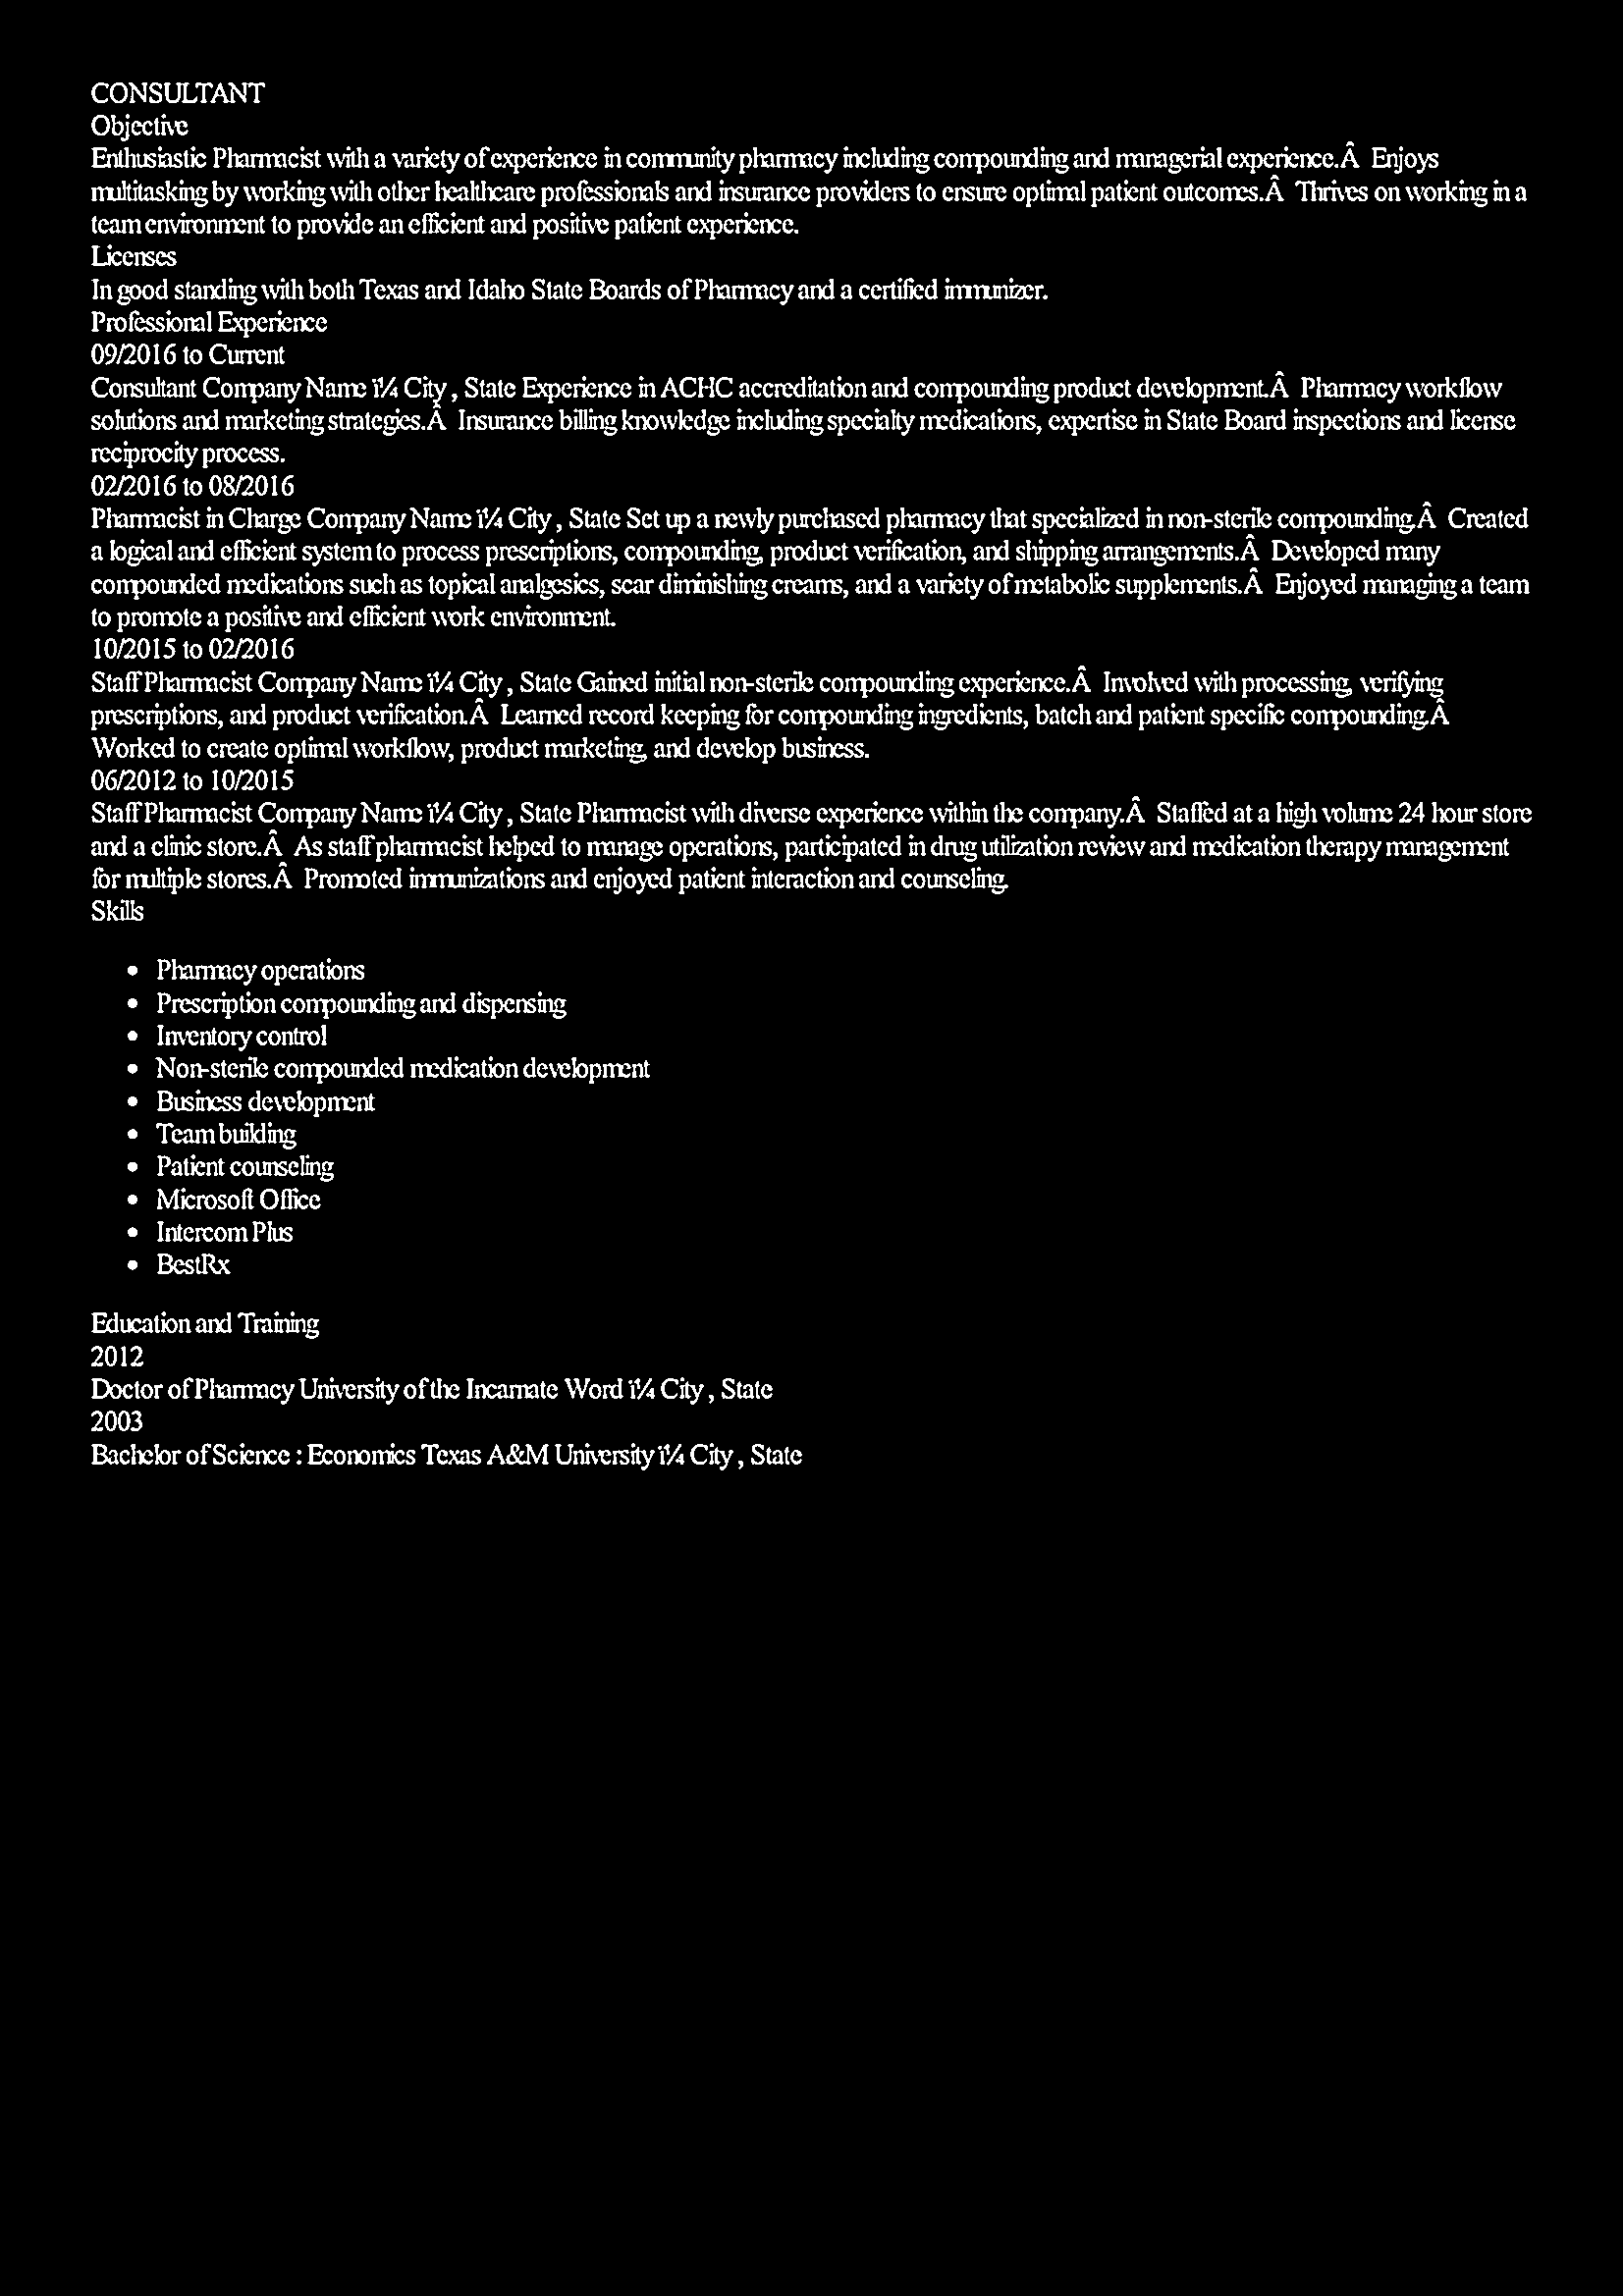 CONSULTANT
Objective
Enthusiastic Pharmacist with a variety of experience in community pharmacy including compounding and managerial experience.Â  Enjoys
multitasking by working with other healthcare professionals and insurance providers to ensure optimal patient outcomes.Â  Thrives on working in a
team environment to provide an efficient and positive patient experience.
Licenses
In good standing with both Texas and Idaho State Boards of Pharmacy and a certified immunizer.
Professional Experience
09/2016 to Current
Consultant Company Name ï¼​ City , State Experience in ACHC accreditation and compounding product development.Â  Pharmacy workflow
solutions and marketing strategies.Â  Insurance billing knowledge including specialty medications, expertise in State Board inspections and license
reciprocity process.
02/2016 to 08/2016
Pharmacist in Charge Company Name ï¼​ City , State Set up a newly purchased pharmacy that specialized in non-sterile compounding.Â  Created
a logical and efficient system to process prescriptions, compounding, product verification, and shipping arrangements.Â  Developed many
compounded medications such as topical analgesics, scar diminishing creams, and a variety of metabolic supplements.Â  Enjoyed managing a team
to promote a positive and efficient work environment.
10/2015 to 02/2016
Staff Pharmacist Company Name ï¼​ City , State Gained initial non-sterile compounding experience.Â  Involved with processing, verifying
prescriptions, and product verification.Â  Learned record keeping for compounding ingredients, batch and patient specific compounding.Â
Worked to create optimal workflow, product marketing, and develop business.
06/2012 to 10/2015
Staff Pharmacist Company Name ï¼​ City , State Pharmacist with diverse experience within the company.Â  Staffed at a high volume 24 hour store
and a clinic store.Â  As staff pharmacist helped to manage operations, participated in drug utilization review and medication therapy management
for multiple stores.Â  Promoted immunizations and enjoyed patient interaction and counseling.
Skills
• Pharmacy operations
• Prescription compounding and dispensing
• Inventory control
• Non-sterile compounded medication development
• Business development
• Team building
• Patient counseling
• Microsoft Office
• Intercom Plus
• BestRx
Education and Training
2012
Doctor of Pharmacy University of the Incarnate Word ï¼​ City , State
2003
Bachelor of Science : Economics Texas A&M University ï¼​ City , State